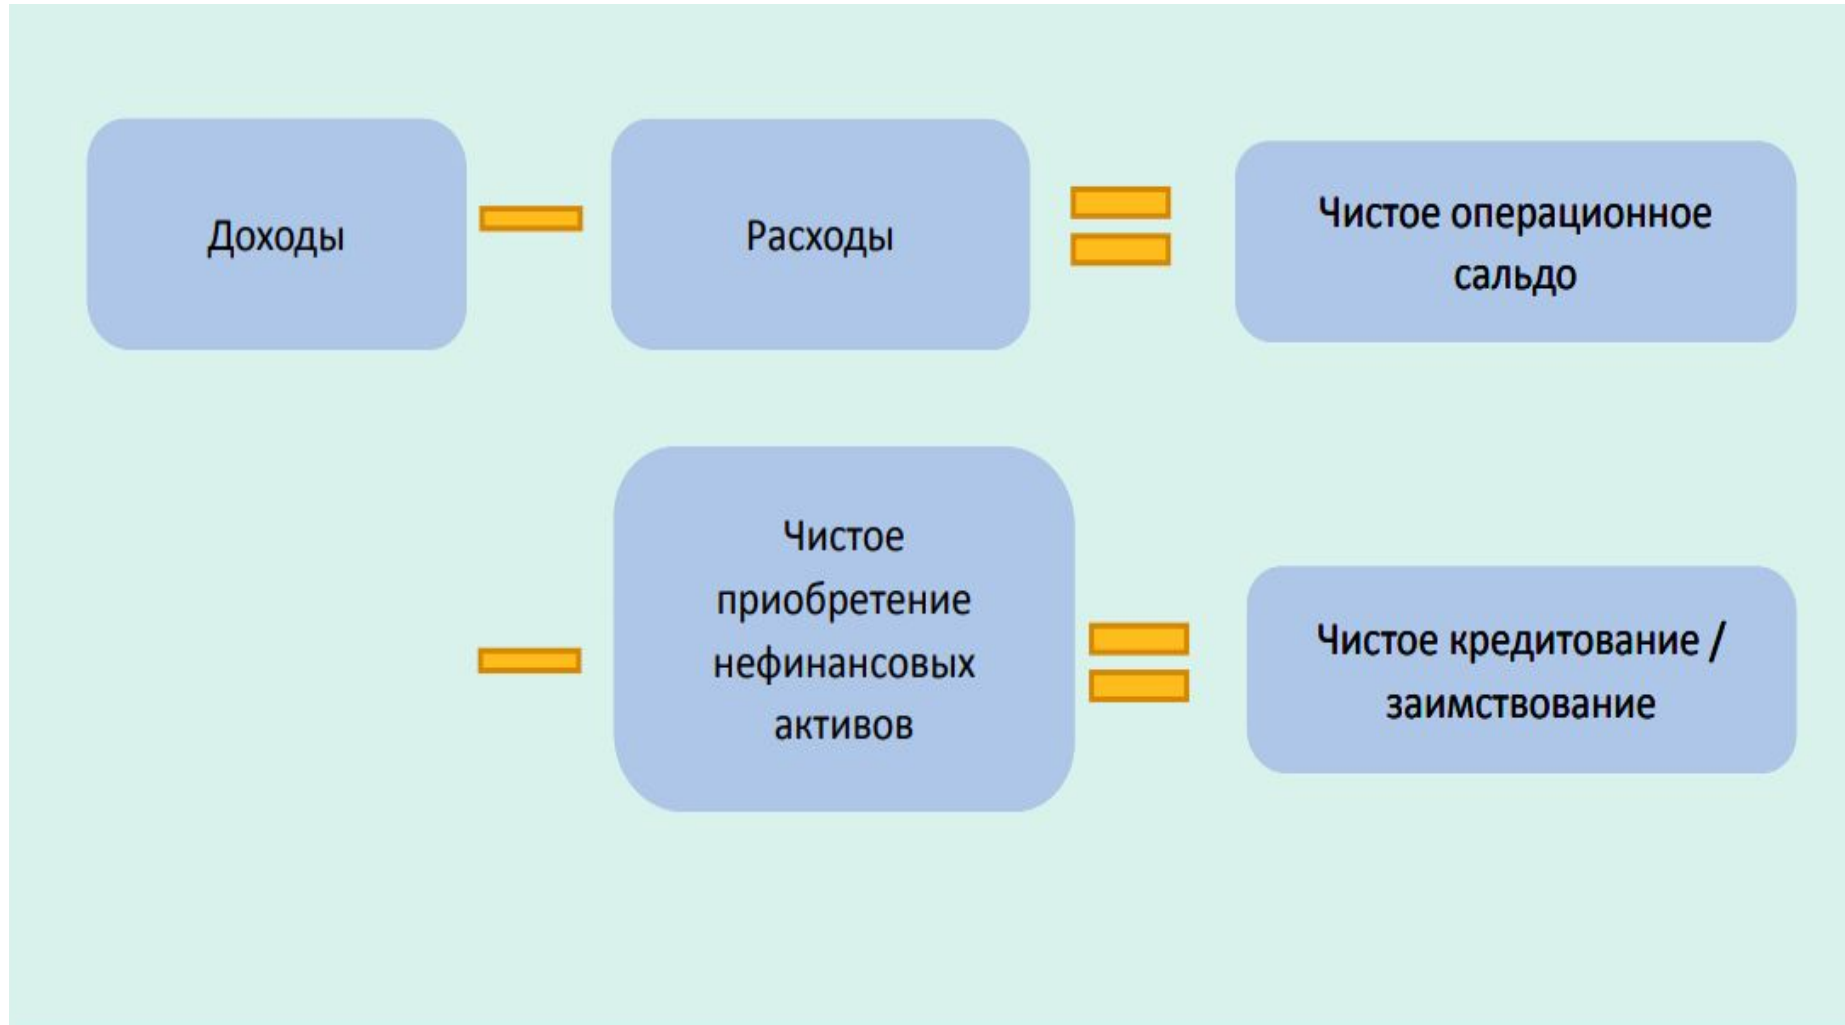 Доходы
Расходы
Чистое операционное
сальдо
Чистое
приобретение
нефинансовых
активов
Чистое кредитование /
заимствование